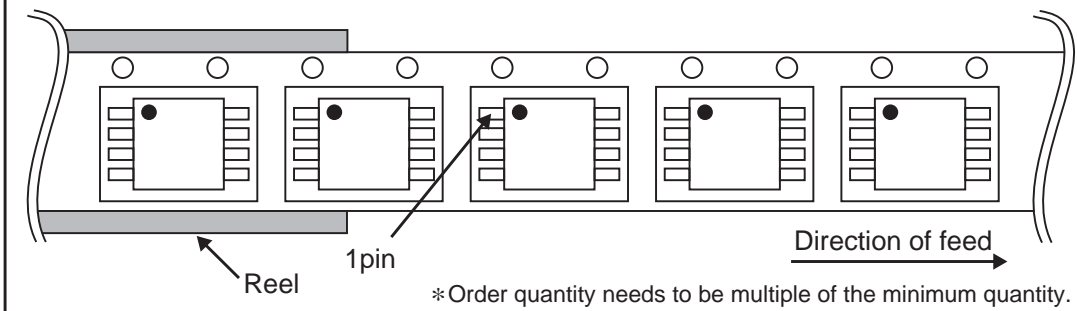 Direction of feed
1pin
Reel
*Order quantity needs to be multiple of the minimum quantity.